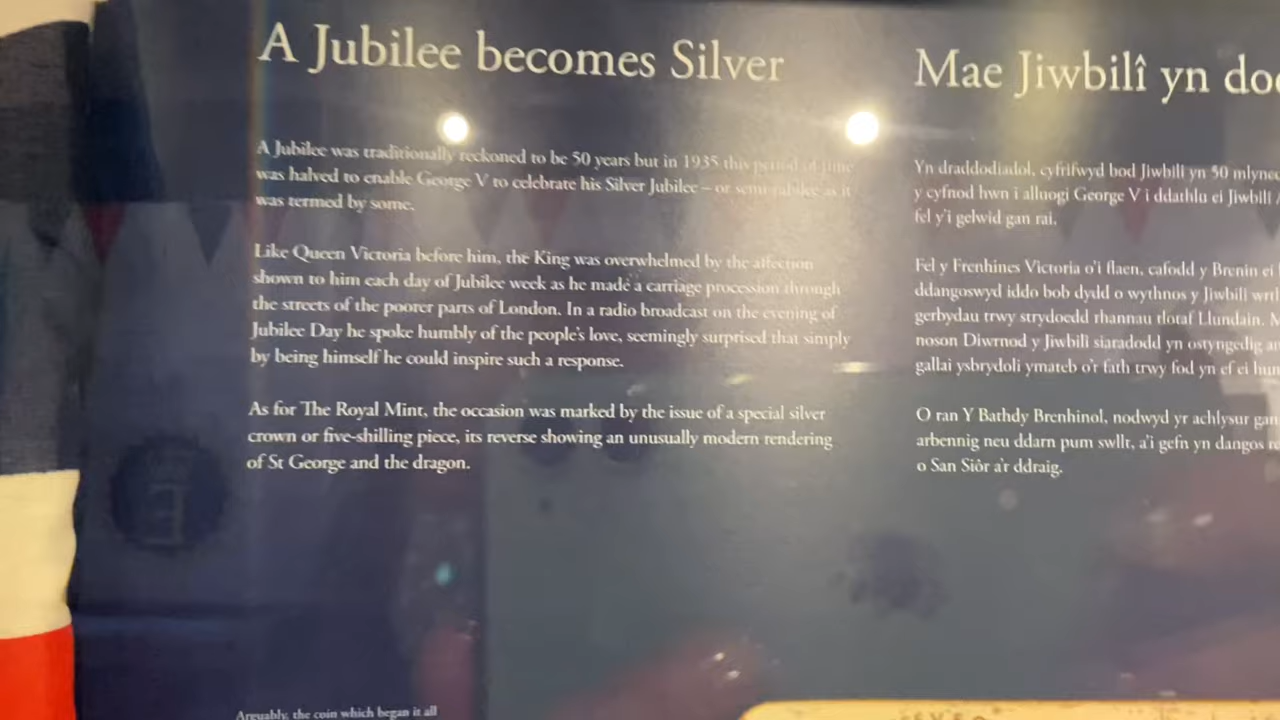 A Jubilee becomes Silver
A Jubilee was traditionally reckoned to be 50 years but in 1935 this period of time
was halved to enable George V to celebrate his Silver Jubilee – or semi-jubilee as it
was termed by some.
Like Queen Victoria before him, the King was overwhelmed by the affection
shown to him each day of Jubilee week as he made a carriage procession through
the streets of the poorer parts of London. In a radio broadcast on the evening of
Jubilee Day he spoke humbly of the people's love, seemingly surprised that simply
by being himself he could inspire such a response.
As for The Royal Mint, the occasion was marked by the issue of a special silver
crown or five-shilling piece, its reverse showing an unusually modern rendering
of St George and the dragon.
Arguably, the coin which began it all
Mae Jiwbilî yn
Yn draddodiadol, cyfrifwyd bod Jiwbilî yn 50
y cyfnod hwn i alluogi George V i ddathlu ei Jiwbilî
fel y'i gelwid gan rai.
Fel y Frenhines Victoria o'i flaen, cafodd y Brenin ei
ddangoswyd iddo bob dydd o wythnos y Jiwbilî
gerbydau trwy strydoedd rhannau tlotaf Llundain.
noson Diwrnod y Jiwbilî siaradodd yn ostyngedig
gallai ysbrydoli ymateb o'r fath trwy fod yn ef ei hun
O ran Y Bathdy Brenhinol, nodwyd yr achlysur gan
arbennig neu ddarn pum swllt, a'i gefn yn dangos
o San Siôr a'r ddraig.